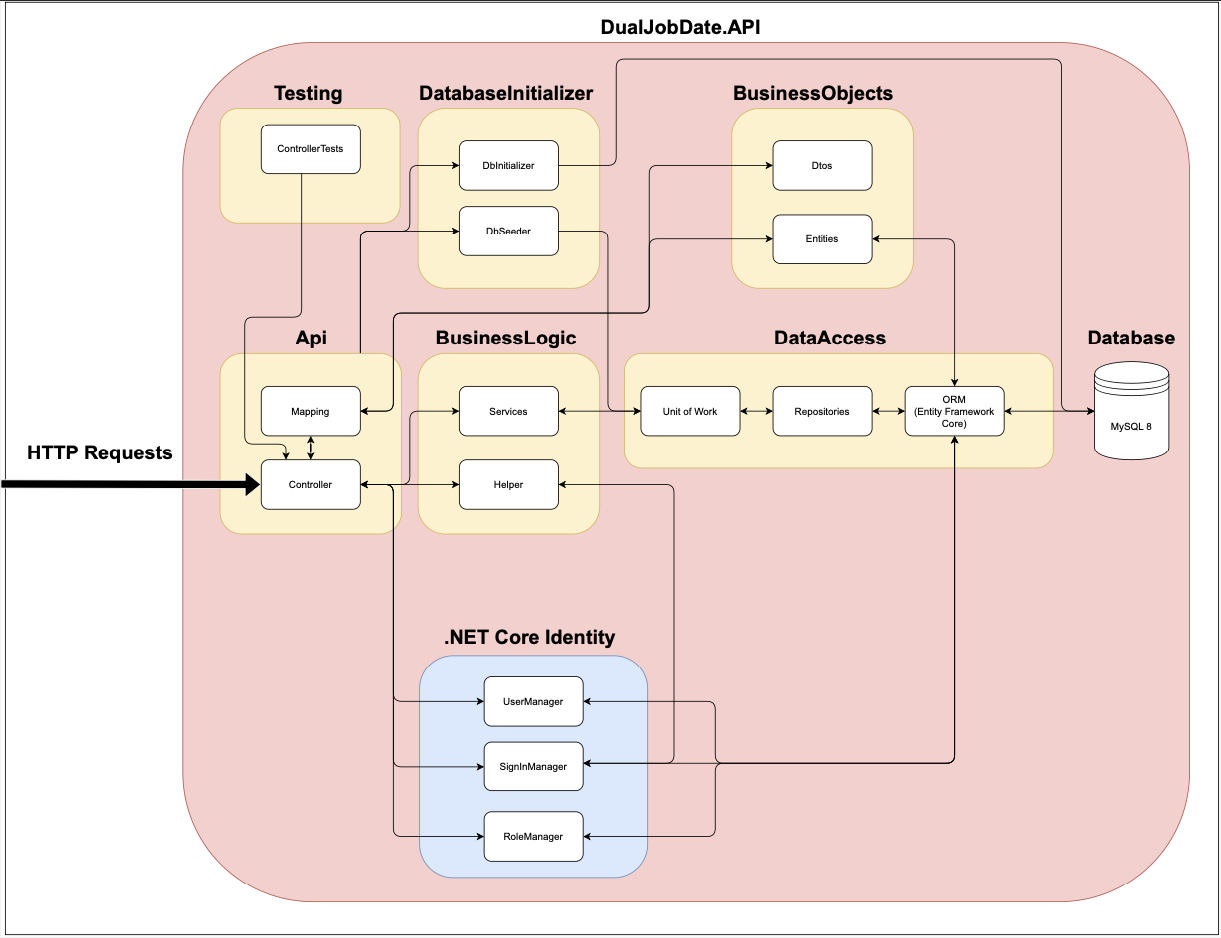 DualJobDate.API
Testing
DatabaseInitializer
BusinessObjects
ControllerTests
DbInitializer
Dtos
DbSeeder
Entities
Api
BusinessLogic
DataAccess
Database
Mapping
Services
Unit of Work
Repositories
ORM
(Entity Framework
Core)
MySQL 8
HTTP Requests
Controller
Helper
.NET Core Identity
UserManager
SignInManager
RoleManager